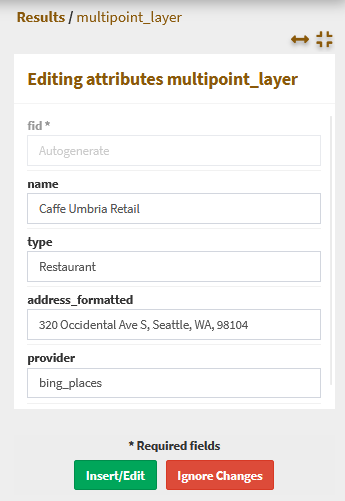 Results / multipoint_layer
Editing attributes multipoint_layer
fid *
Autogenerate
name
Caffe Umbria Retail
type
Restaurant
address_formatted
320 Occidental Ave S, Seattle, WA, 98104
provider
bing_places
* Required fields
Insert/Edit Ignore Changes